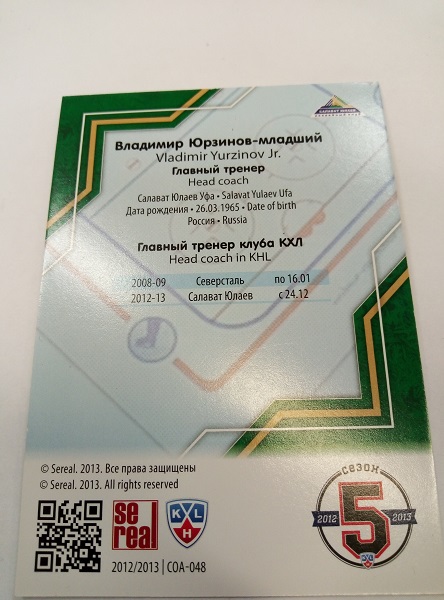 САЛАВАТ ЮЛАЕВ
Владимир Юрзинов-младший
Vladimir Yurzinov Jr.
Главный тренер
Head coach
Салават Юлаев Уфа • Salavat Yulaev Ufa
Дата рождения • 26.03.1965 • Date of birth
Россия • Russia
Главный тренер клуба КХЛ
Head coach in KHL
2008-09 Северсталь по 16.01
2012-13 Салават Юлаев с 24.12
© Sereal. 2013. Все права защищены
© Sereal. 2013. All rights reserved
se real
KVL H
2012/2013 | COA-048
сезон
2012 5 2013